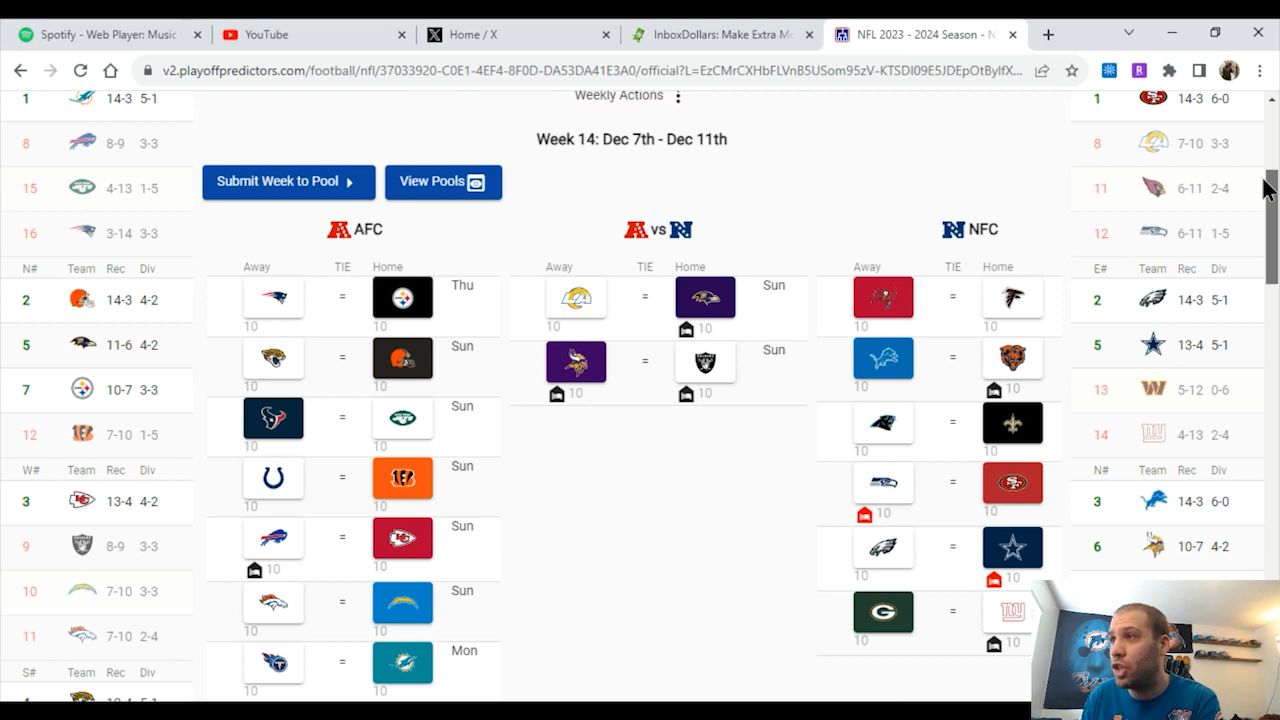 Spotify - Web Player: Music
YouTube
Home / X
InboxDollars: Make Extra Mo
NFL 2023 - 2024 Season - N
v2.playoffpredictors.com/football/nfl/37033920-C0E1-4EF4-8F0D-DA53DA41E3A0/official?L=EzCMrCXHbFLVnB5USom95zV-KTSDI09E5JDEpOtBylfX...
Weekly Actions
Week 14: Dec 7th - Dec 11th
Submit Week to Pool
View Pools
1 14-3 5-1
8 8-9 3-3
15 4-13 1-5
16 3-14 3-3
N# Team Rec Div
2 14-3 4-2
5 11-6 4-2
7 10-7 3-3
12 7-10 1-5
W# Team Rec Div
3 13-4 4-2
9 8-9 3-3
10 7-10 3-3
11 7-10 2-4
S# Team Rec Div
A AFC
Away TIE Home
= Thu
10 10
= Sun
10 10
= Sun
10 10
= Sun
10 10
= Sun
10 10
= Sun
10 10
= Mon
10 10
A vs N
Away TIE Home
= Sun
10 10
= Sun
10 10
N NFC
Away TIE Home
=
10 10
=
10 10
=
10 10
=
10 10
=
10 10
=
10 10
1 14-3 6-0
8 7-10 3-3
11 6-11 2-4
12 6-11 1-5
E# Team Rec Div
2 14-3 5-1
5 13-4 5-1
13 5-12 0-6
14 4-13 2-4
N# Team Rec Div
3 14-3 6-0
6 10-7 4-2